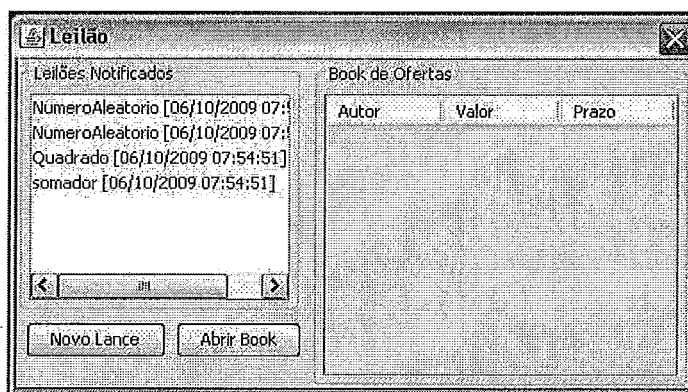 Leilão
Leilões Notificados
NumeroAleatorio [06/10/2009 07:
NumeroAleatorio [06/10/2009 07:
Quadrado [06/10/2009 07:54:51]
somador [06/10/2009 07:54:51]
Novo Lance
Abrir Book
Book de Ofertas
Autor Valor Prazo